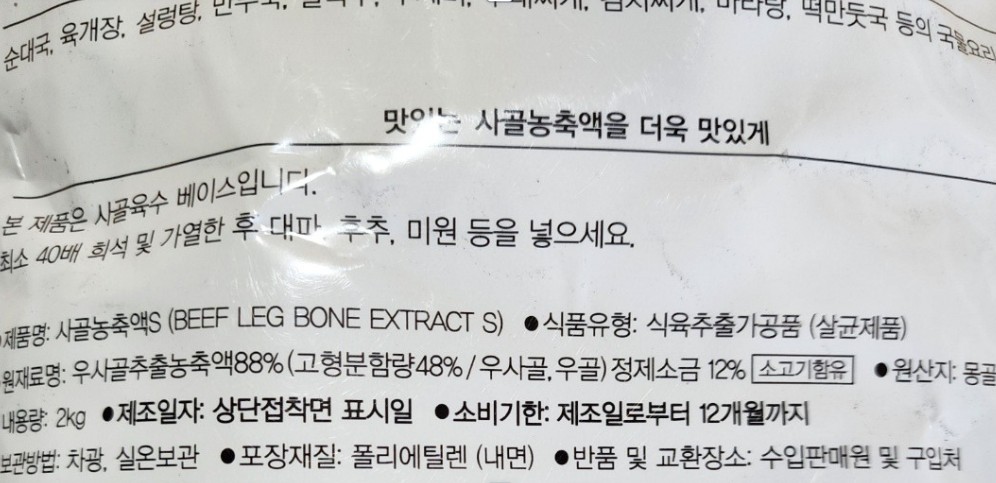 순대국, 육개장, 설렁탕, 마라탕, 떡만둣국 등의 국물요리
맛있는 사골농축액을 더욱 맛있게
본 제품은 사골육수 베이스입니다.
최소 40배 희석 및 가열한 후 대파, 후추, 미원 등을 넣으세요.
제품명: 사골농축액S (BEEF LEG BONE EXTRACT S) ●식품유형: 식육추출가공품 (살균제품)
원재료명: 우사골추출농축액88% (고형분함량48% / 우사골, 우골) 정제소금 12% 소고기함유 ●원산지: 몽골
내용량: 2kg ●제조일자: 상단접착면 표시일 ●소비기한: 제조일로부터 12개월까지
보관방법: 차광, 실온보관 ●포장재질: 폴리에틸렌 (내면) ●반품 및 교환장소: 수입판매원 및 구입처